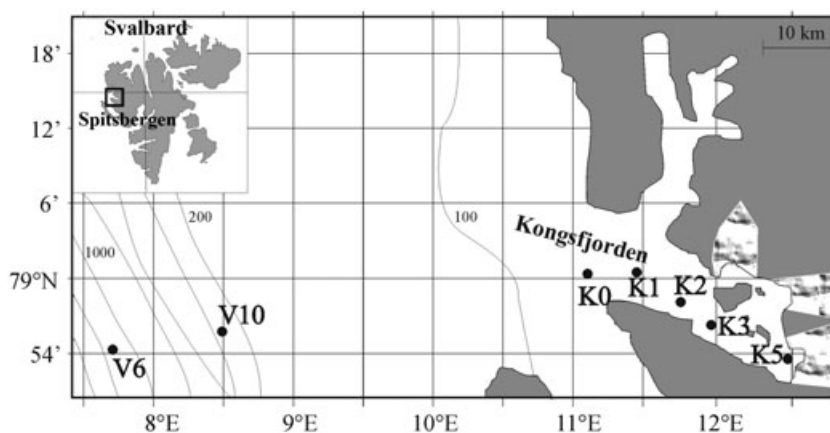 Svalbard
Spitsbergen
10 km
18'
12'
6'
79°N
54'
200
1000
100
Kongsfjorden
K0
K1
K2
K3
K5
V10
V6
8°E
9°E
10°E
11°E
12°E